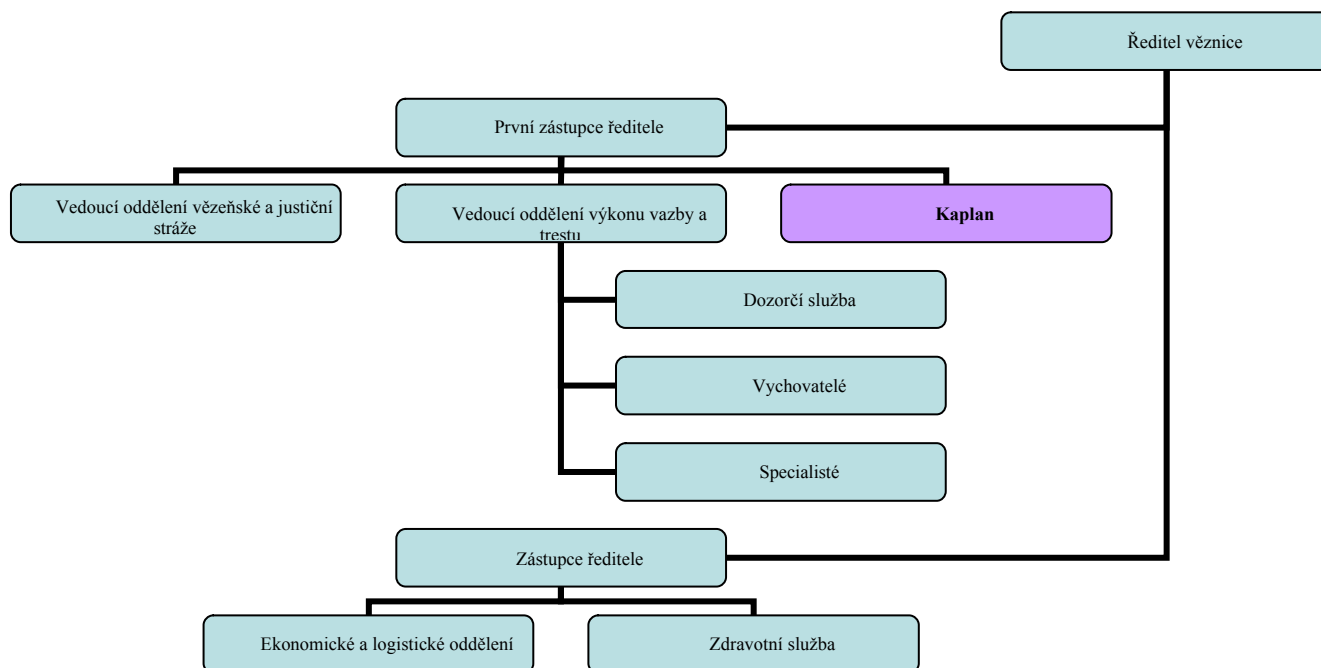 Ředitel věznice
První zástupce ředitele
Vedoucí oddělení vězeňské a justiční
stráže
Vedoucí oddělení výkonu vazby a
trestu
Kaplan
Dozorčí služba
Vychovatelé
Specialisté
Zástupce ředitele
Ekonomické a logistické oddělení
Zdravotní služba